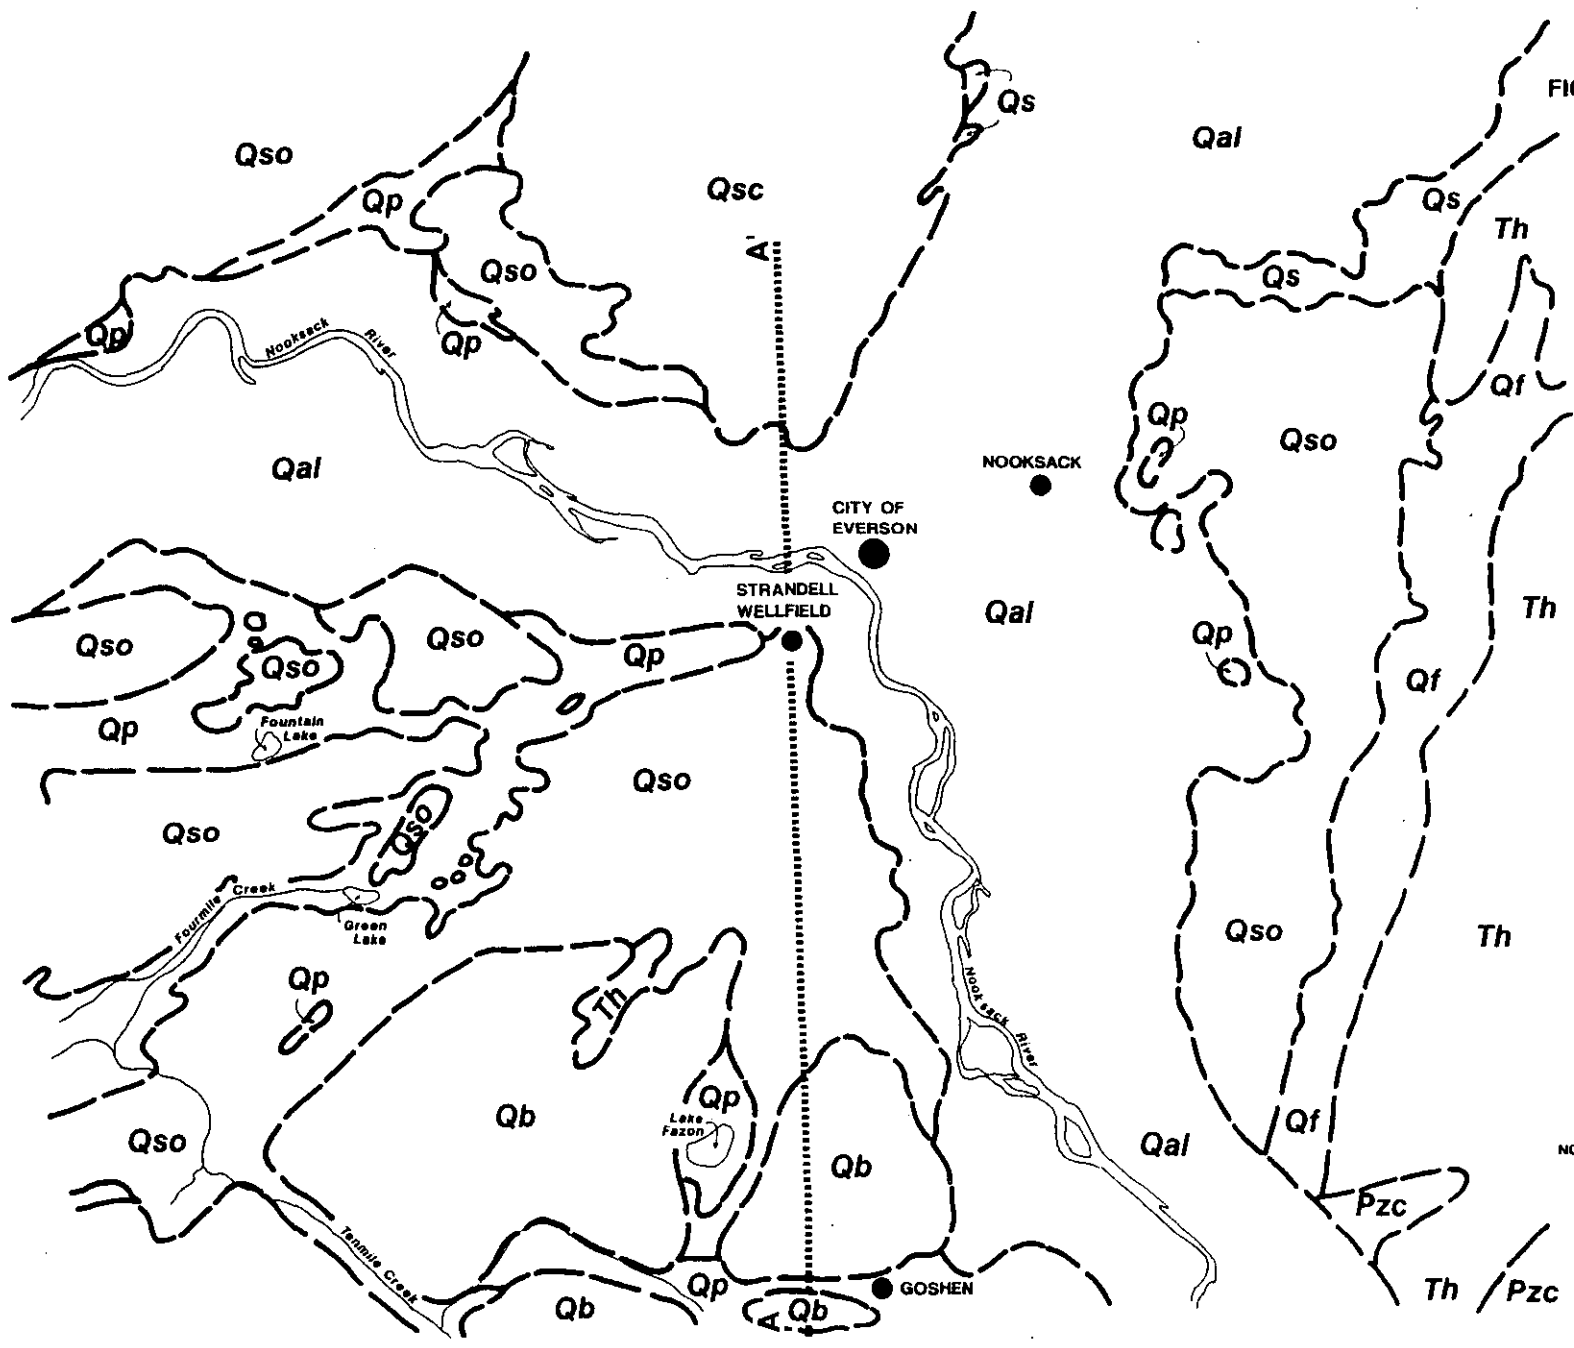 FI
Qs
Qal
Qso
Qsc
Qp
Qs
Th
A'
Qso
Qs
Qp
Nooksack
River
Qp
Qf
Qp
Qso
Qal
NOOKSACK
CITY OF
EVERSON
STRANDELL
WELLFIELD
Qal
Th
Qso
Qso
Qso
Qp
Qp
Qf
Fountain
Lake
Qp
Qso
Qso
Qso
Fourmile
Creek
Green
Lake
Qso
Th
Qp
Th
Nooksack
River
Qp
Qb
Lake
Fazon
Qf
Qso
Qb
Qal
Pzc
Tenmile Creek
Qp
GOSHEN
Th
Pzc
Qb
Qb
A